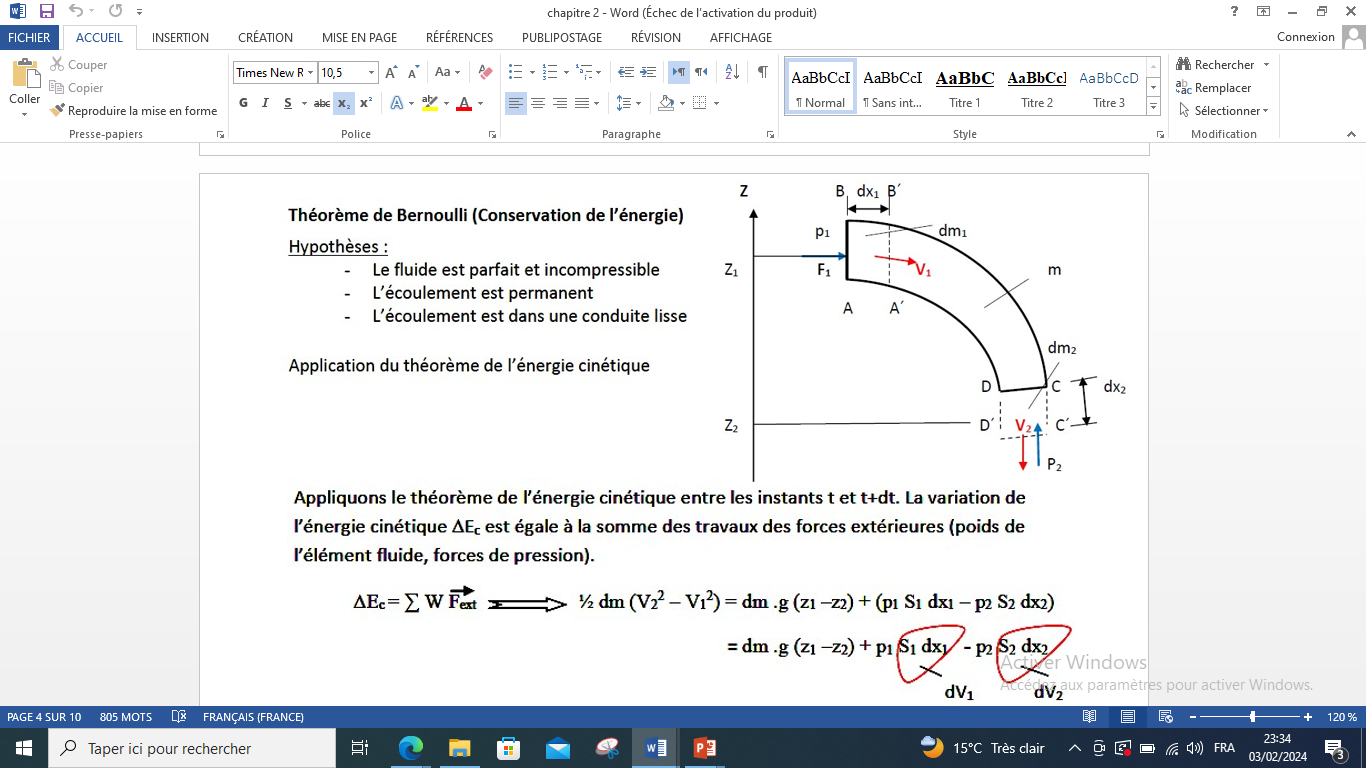 chapitre 2 - Word (Échec de l'activation du produit)
FICHIER ACCUEIL INSERTION CRÉATION MISE EN PAGE RÉFÉRENCES PUBLIPOSTAGE RÉVISION AFFICHAGE Connexion
Coller
Couper
Copier
Reproduire la mise en forme
Presse-papiers
Times New R 10,5
G I S abc x₂ x²
Police
Paragraphe
AaBbCcI AaBbCcI AaBbC AaBbCcl AaBbCcD
¶ Normal ¶ Sans int... Titre 1 Titre 2 Titre 3
Style
Rechercher
Remplacer
Sélectionner
Modification
Théorème de Bernoulli (Conservation de l'énergie)
Hypothèses :
- Le fluide est parfait et incompressible
- L'écoulement est permanent
- L'écoulement est dans une conduite lisse
Application du théorème de l'énergie cinétique
Z B dx₁ B´
p₁ dm₁
Z₁ F₁ V₁ m
A A´
dm₂
D C dx₂
Z₂ D´ V₂ C´
P₂
Appliquons le théorème de l'énergie cinétique entre les instants t et t+dt. La variation de
l'énergie cinétique ΔEc est égale à la somme des travaux des forces extérieures (poids de
l'élément fluide, forces de pression).
ΔEc = ∑ W Fext ⟹ ½ dm (V₂² – V₁²) = dm .g (z₁ –z₂) + (p₁ S₁ dx₁ – p₂ S₂ dx₂)
= dm .g (z₁ –z₂) + p₁ S₁ dx₁ - p₂ S₂ dx₂
dV₁ dV₂
Activer Windows
Accédez aux paramètres pour activer Windows.
PAGE 4 SUR 10 805 MOTS FRANÇAIS (FRANCE) 120 %
Taper ici pour rechercher
15°C Très clair FRA
23:34
03/02/2024
3